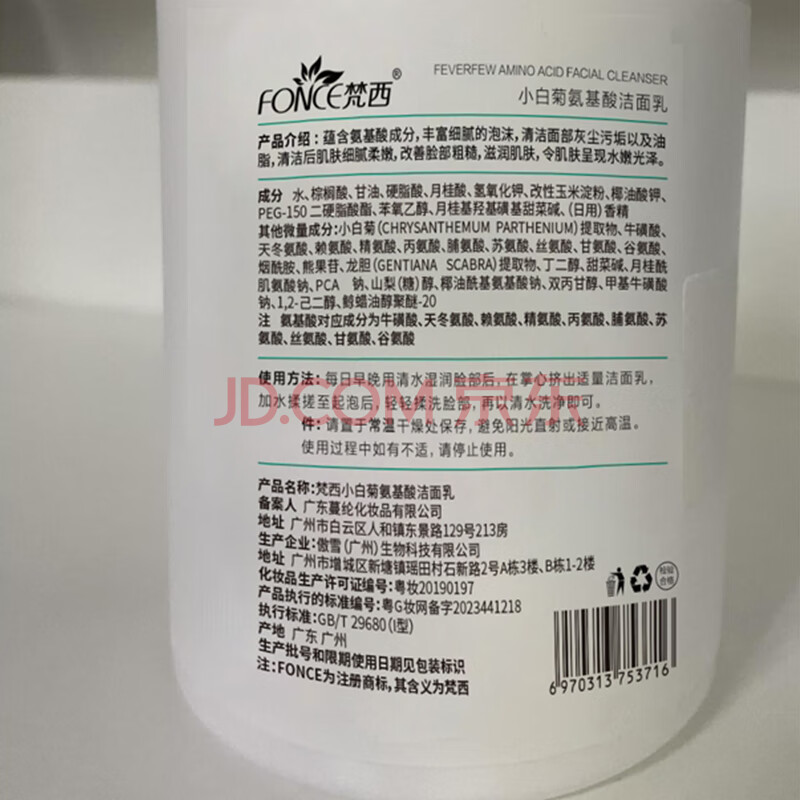 FONCE梵西®
FEVERFEW AMINO ACID FACIAL CLEANSER
小白菊氨基酸洁面乳
产品介绍：蕴含氨基酸成分，丰富细腻的泡沫，清洁面部灰尘污垢以及油
脂，清洁后肌肤细腻柔嫩，改善脸部粗糙，滋润肌肤，令肌肤呈现水嫩光泽。
成分 水、棕榈酸、甘油、硬脂酸、月桂酸、氢氧化钾、改性玉米淀粉、椰油酸钾、
PEG-150 二硬脂酸酯、苯氧乙醇、月桂基羟基磺基甜菜碱、(日用)香精
其他微量成分：小白菊(CHRYSANTHEMUM PARTHENIUM)提取物、牛磺酸、
天冬氨酸、赖氨酸、精氨酸、丙氨酸、脯氨酸、苏氨酸、丝氨酸、甘氨酸、谷氨酸、
烟酰胺、熊果苷、龙胆(GENTIANA SCABRA)提取物、丁二醇、甜菜碱、月桂酰
肌氨酸钠、PCA 钠、山梨(糖)醇、椰油酰基氨基酸钠、双丙甘醇、甲基牛磺酸
钠、1,2-己二醇、鲸蜡油醇聚醚-20
注 氨基酸对应成分为牛磺酸、天冬氨酸、赖氨酸、精氨酸、丙氨酸、脯氨酸、苏
氨酸、丝氨酸、甘氨酸、谷氨酸
使用方法：每日早晚用清水湿润脸部后，在掌心挤出适量洁面乳，
加水揉搓至起泡后，轻轻揉洗脸部，再以清水洗净即可。
件：请置于常温干燥处保存，避免阳光直射或接近高温。
使用过程中如有不适，请停止使用。
JD.COM 京东
产品名称：梵西小白菊氨基酸洁面乳
备案人 广东蔓纶化妆品有限公司
地址 广州市白云区人和镇东景路129号213房
生产企业：傲雪(广州)生物科技有限公司
地址 广州市增城区新塘镇瑶田村石新路2号A栋3楼、B栋1-2楼
化妆品生产许可证编号：粤妆20190197
产品执行的标准编号：粤G妆网备字2023441218
执行标准：GB/T 29680(I型)
产地 广东 广州
生产批号和限期使用日期见包装标识
注：FONCE为注册商标，其含义为梵西
检验
合格
6 970313 753716